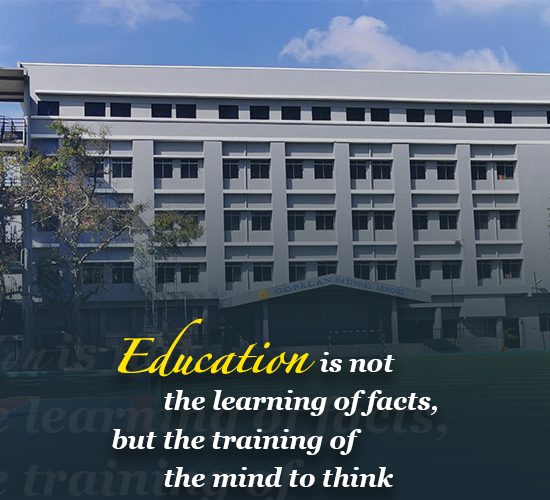 GOPALAN NATIONAL SCHOOL
Education is not
the learning of facts,
but the training of
the mind to think